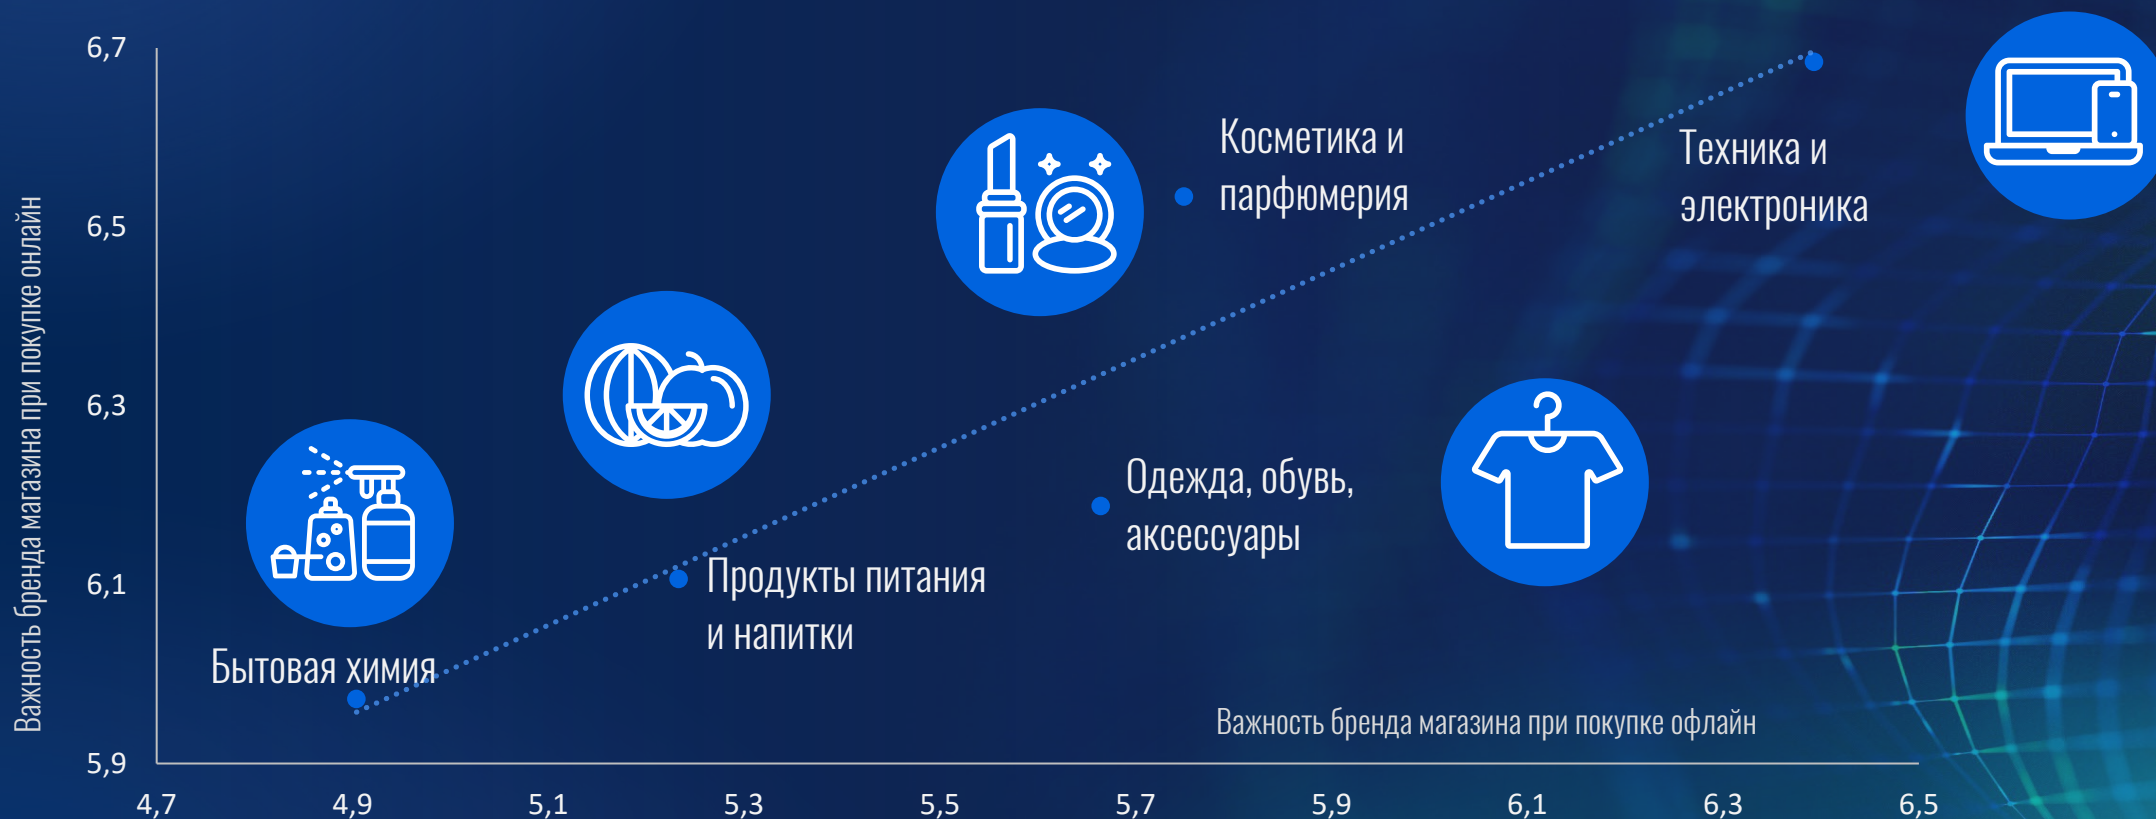 6,7
6,5
6,3
6,1
5,9
Важность бренда магазина при покупке онлайн
Косметика и
парфюмерия
Техника и
электроника
Одежда, обувь,
аксессуары
Продукты питания
и напитки
Бытовая химия
Важность бренда магазина при покупке офлайн
4,7 4,9 5,1 5,3 5,5 5,7 5,9 6,1 6,3 6,5